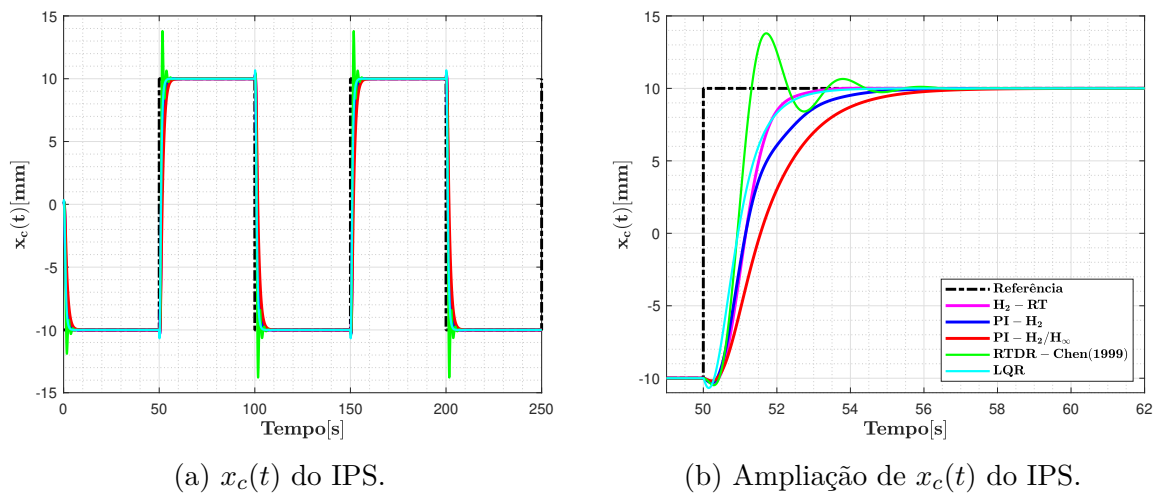 15
10
5
0
-5
-10
-15
x_c(t)[mm]
0 50 100 150 200 250
Tempo[s]
(a) x_c(t) do IPS.
15
10
5
0
-5
-10
x_c(t)[mm]
50 52 54 56 58 60 62
Tempo[s]
Referência
H_2 − RT
PI − H_2
PI − H_2/H_∞
RTDR − Chen(1999)
LQR
(b) Ampliação de x_c(t) do IPS.